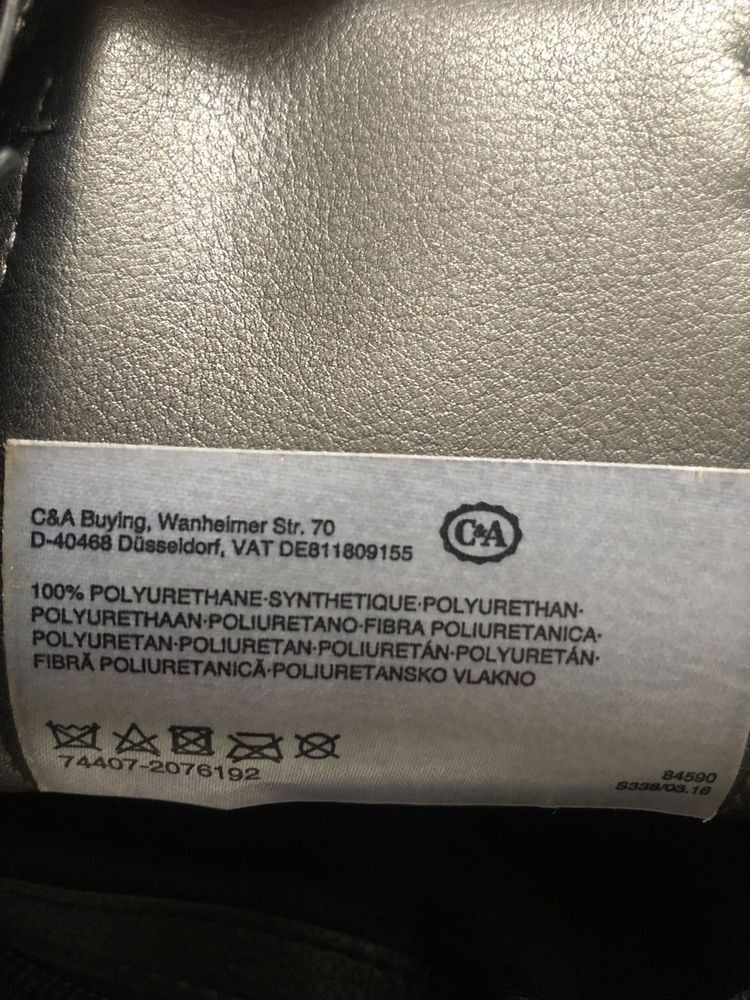 C&A Buying, Wanheimer Str. 70
D-40468 Düsseldorf, VAT DE811809155
C&A
100% POLYURETHANE·SYNTHETIQUE·POLYURETHAN·
POLYURETHAAN·POLIURETANO·FIBRA POLIURETANICA·
POLYURETAN·POLIURETAN·POLIURETÁN·POLYURETÁN·
FIBRĂ POLIURETANICĂ·POLIURETANSKO VLAKNO
74407-2076192
84590
S338/03.16